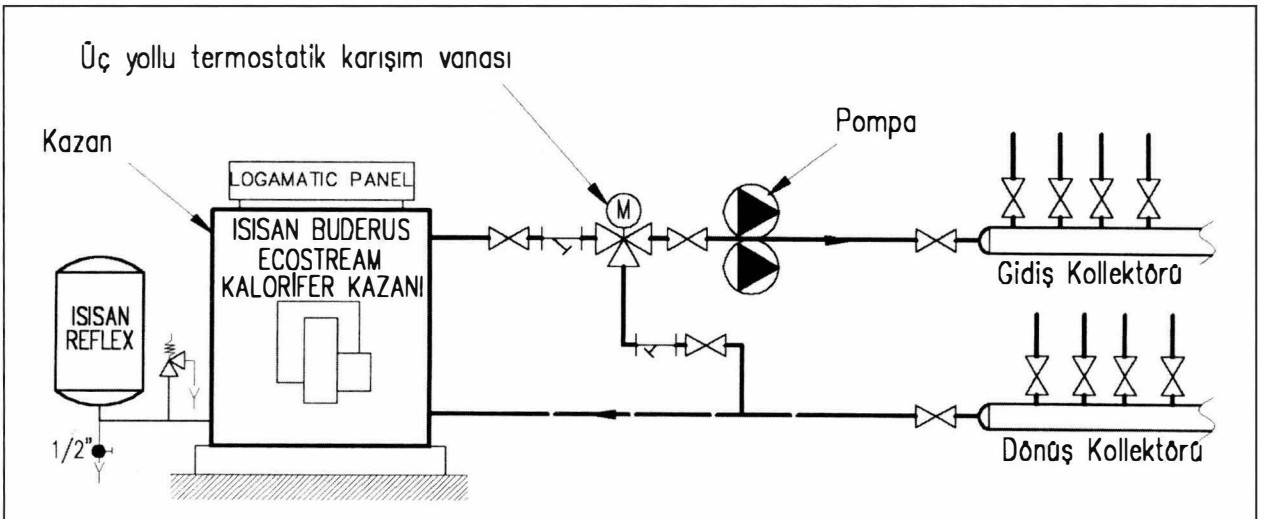 Üç yollu termostatik karışım vanası
Kazan
Pompa
LOGAMATIC PANEL
M
ISISAN BUDERUS
ECOSTREAM
KALORİFER KAZANI
Gidiş Kollektörü
ISISAN
REFLEX
1/2"
Dönüş Kollektörü